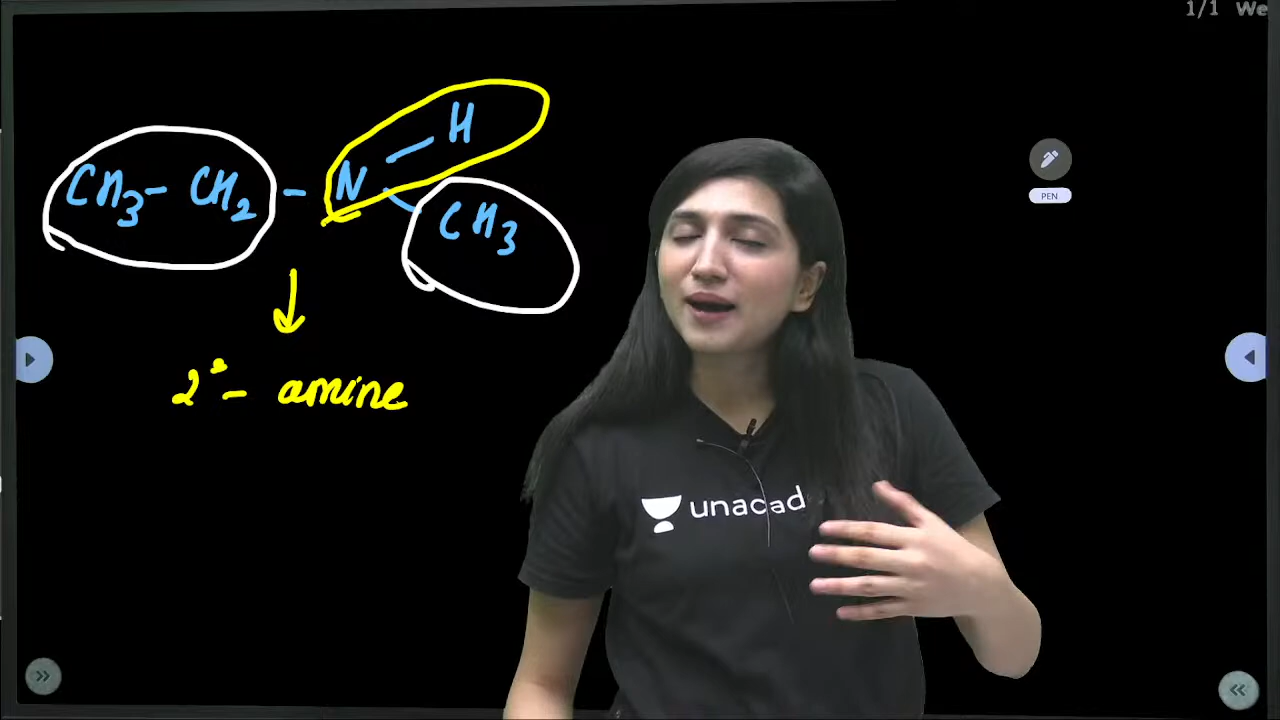 1/1 We
H
CH3 - CH2 - N
CH3
2° - amine
PEN
unacad